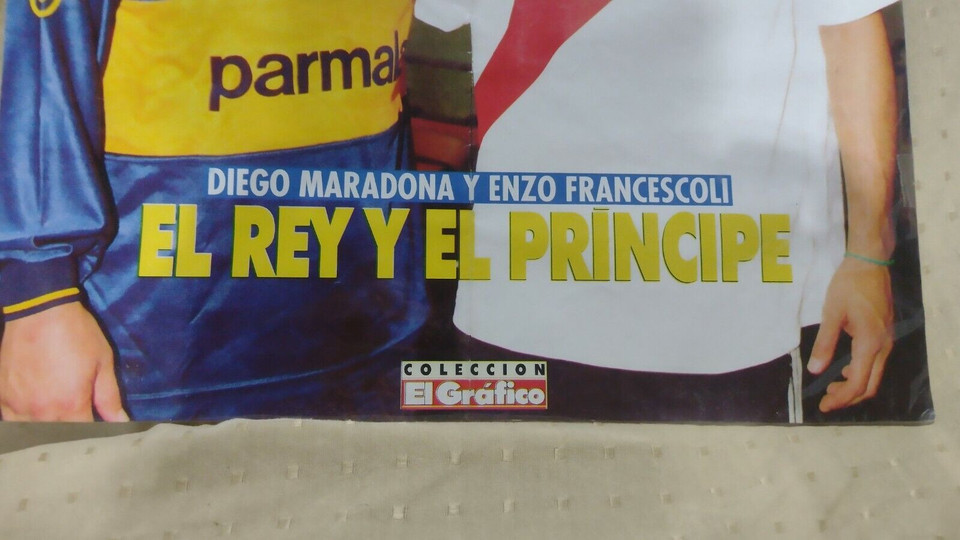 parmal
DIEGO MARADONA Y ENZO FRANCESCOLI
EL REY Y EL PRÍNCIPE
COLECCION
El Gráfico